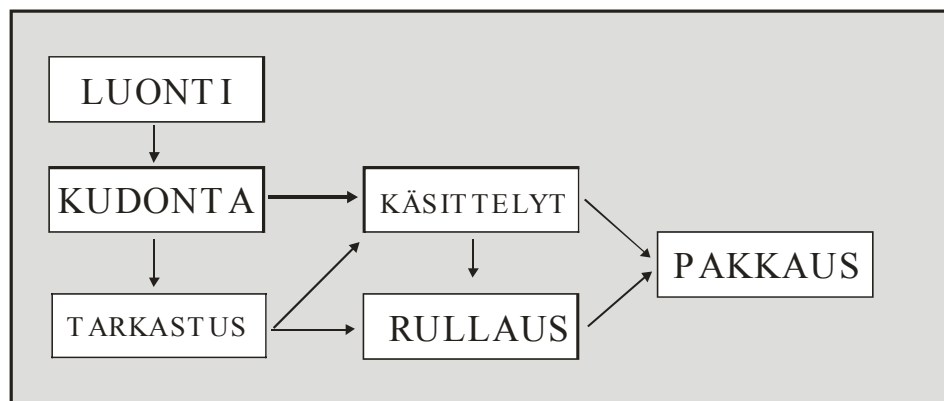 LUONTI
KUDONTA
KÄSITTELYT
PAKKAUS
TARKASTUS
RULLAUS